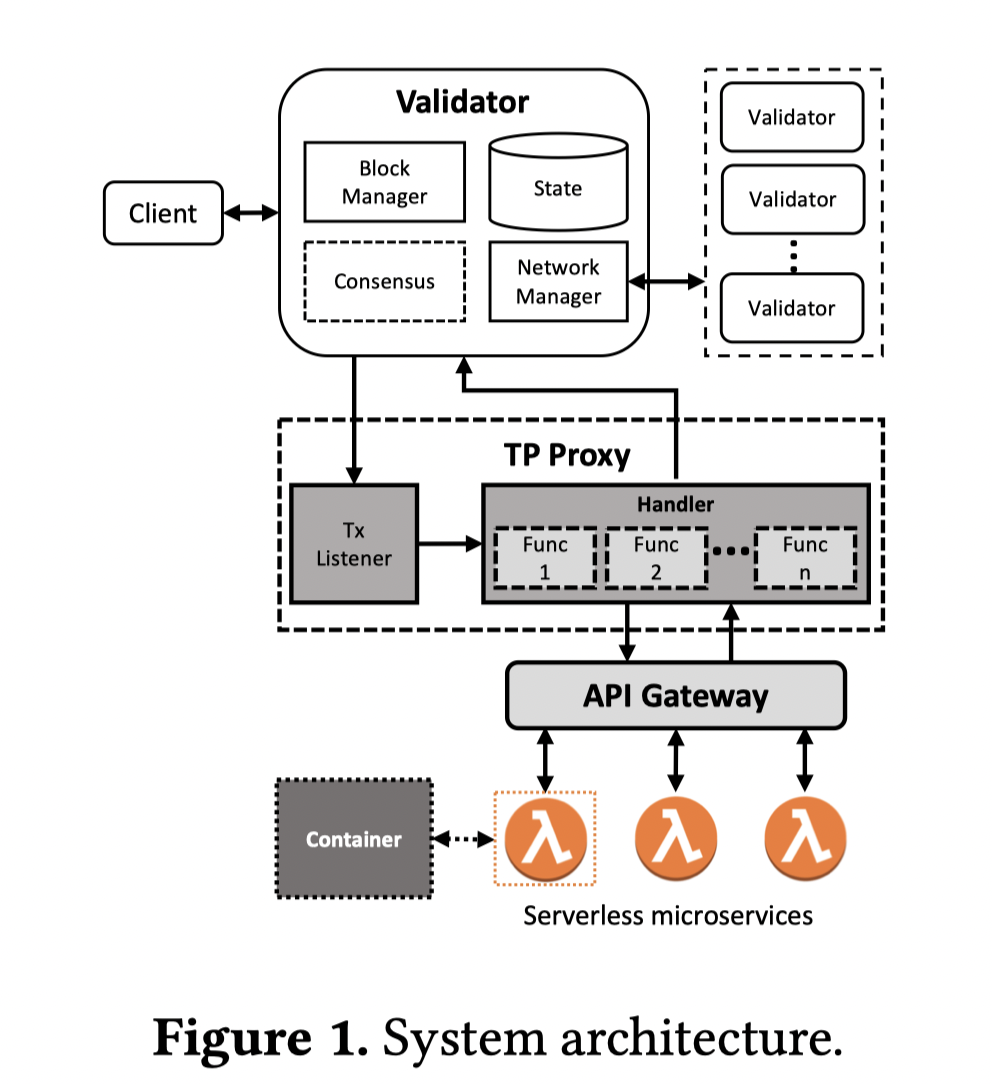 Validator
Block
Manager
State
Consensus
Network
Manager
Client
Validator
Validator
Validator
TP Proxy
Tx
Listener
Handler
Func
1
Func
2
Func
n
API Gateway
Container
λ
λ
λ
Serverless microservices
Figure 1. System architecture.